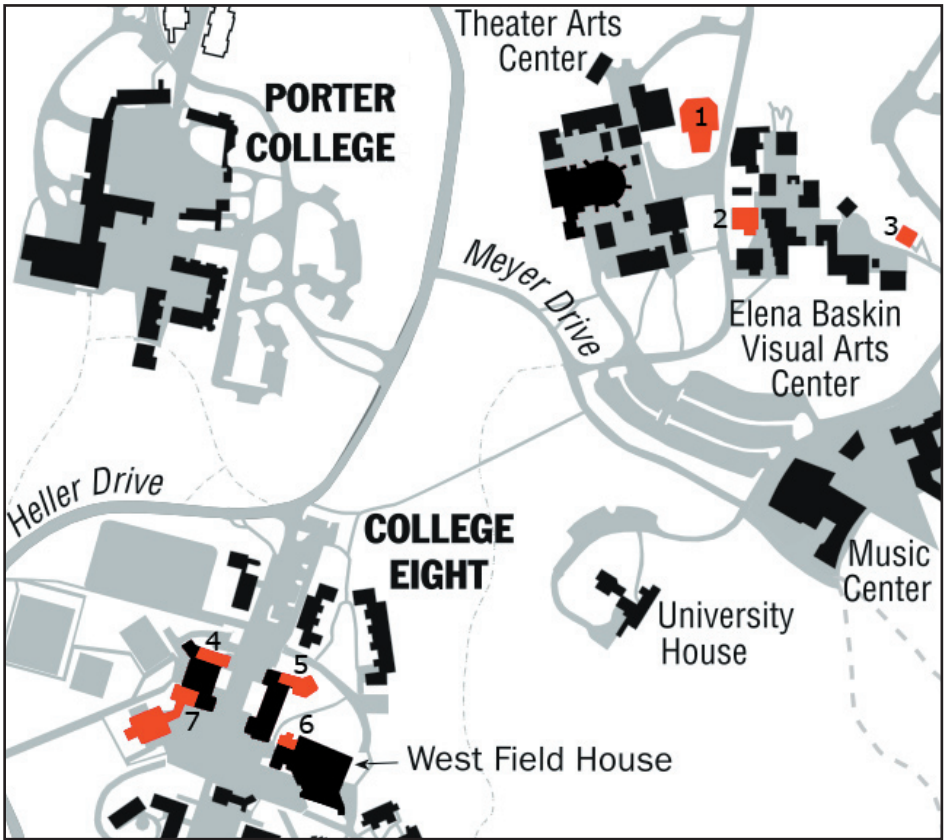 Theater Arts
Center
PORTER
COLLEGE
1
2
3
Meyer Drive
Elena Baskin
Visual Arts
Center
Heller Drive
COLLEGE
EIGHT
Music
Center
University
House
4
5
6
7
West Field House